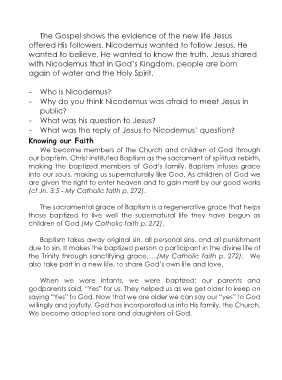 The Gospel shows the evidence of the new life Jesus
offered His followers. Nicodemus wanted to follow Jesus. He
wanted to believe. He wanted to know the truth. Jesus shared
with Nicodemus that in God's Kingdom, people are born
again of water and the Holy Spirit.
- Who is Nicodemus?
- Why do you think Nicodemus was afraid to meet Jesus in
public?
- What was his question to Jesus?
- What was the reply of Jesus to Nicodemus' question?
Knowing our Faith
We become members of the Church and children of God through
our baptism. Christ instituted Baptism as the sacrament of spiritual rebirth,
making the baptized members of God's family. Baptism infuses grace
into our souls, making us supernaturally like God. As children of God we
are given the right to enter heaven and to gain merit by our good works
(cf Jn. 3:5 - My Catholic faith p. 272).
The sacramental grace of Baptism is a regenerative grace that helps
those baptized to live well the supernatural life they have begun as
children of God (My Catholic faith p. 272).
Baptism takes away original sin, all personal sins, and all punishment
due to sin. It makes the baptized person a participant in the divine life of
the Trinity through sanctifying grace.....(My Catholic faith p. 272). We
also take part in a new life, to share God's own life and love.
When we were infants, we were baptized; our parents and
godparents said, "Yes" for us. They helped us as we get older to keep on
saying "Yes" to God. Now that we are older we can say our "yes" to God
willingly and joyfully. God has incorporated us into His family, the Church.
We become adopted sons and daughters of God.